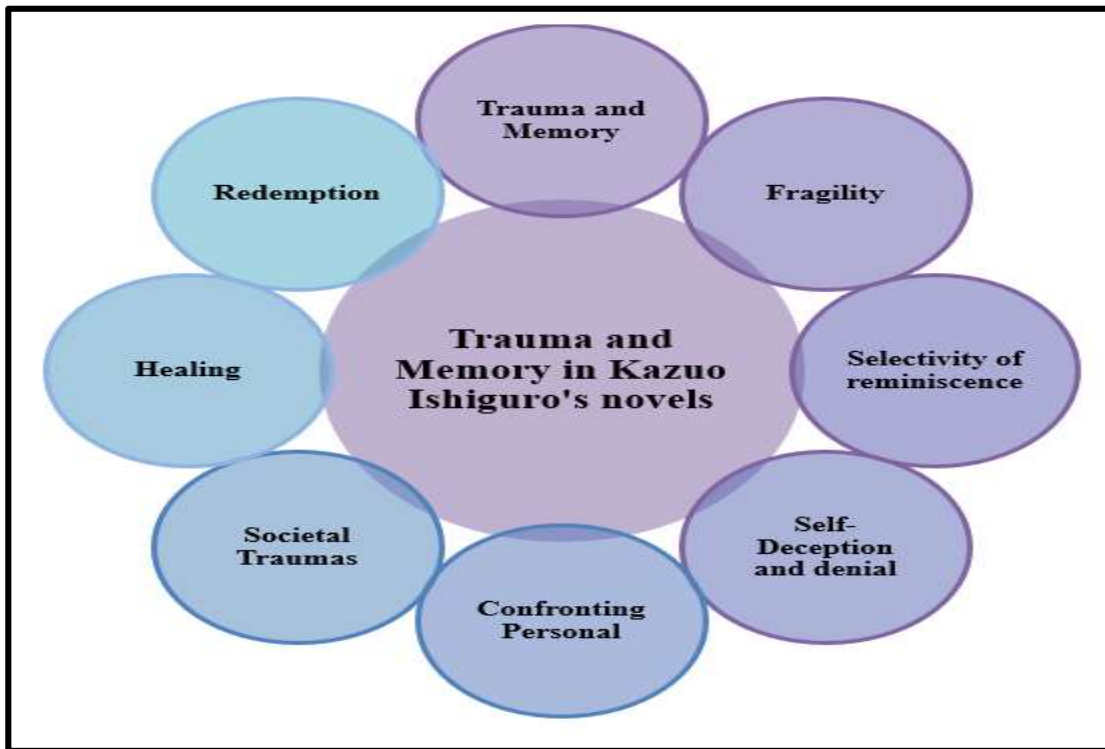 Trauma and
Memory
Redemption
Fragility
Trauma and
Memory in Kazuo
Ishiguro's novels
Healing
Selectivity of
reminiscence
Societal
Traumas
Self-
Deception
and denial
Confronting
Personal